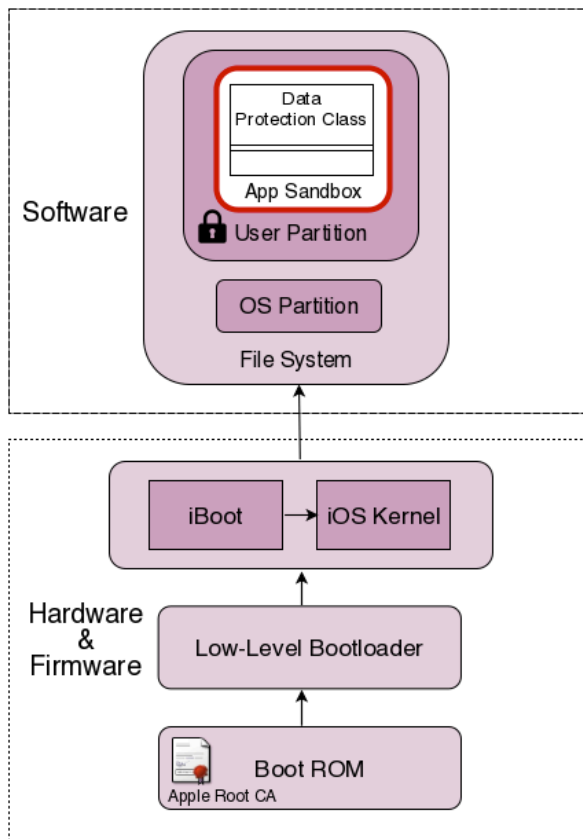 Data
Protection Class
App Sandbox
User Partition
Software
OS Partition
File System
iBoot
iOS Kernel
Hardware
&
Firmware
Low-Level Bootloader
Boot ROM
Apple Root CA